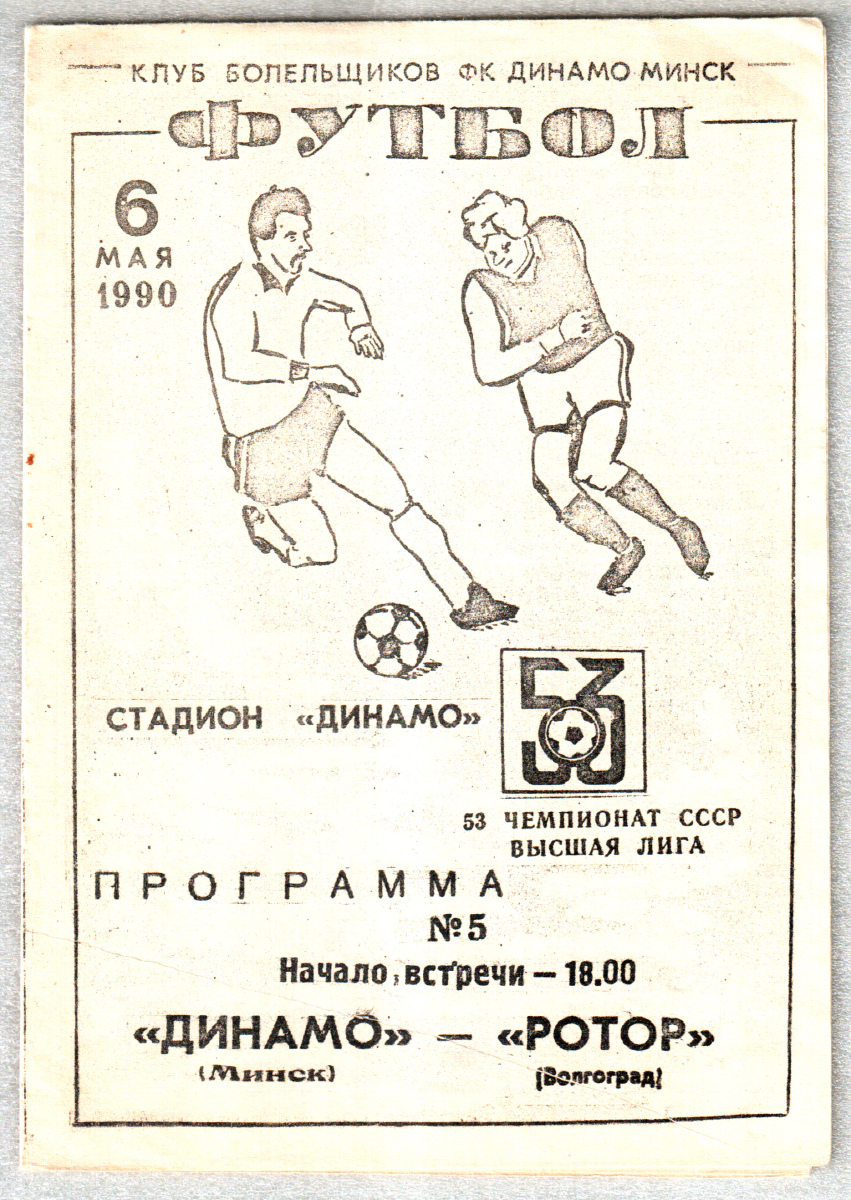 КЛУБ БОЛЕЛЬЩИКОВ ФК ДИНАМО МИНСК
ФУТБОЛ
6
МАЯ
1990
СТАДИОН «ДИНАМО»
53
53 ЧЕМПИОНАТ СССР
ВЫСШАЯ ЛИГА
ПРОГРАММА
№5
Начало встречи – 18.00
«ДИНАМО» – «РОТОР»
(Минск) (Волгоград)